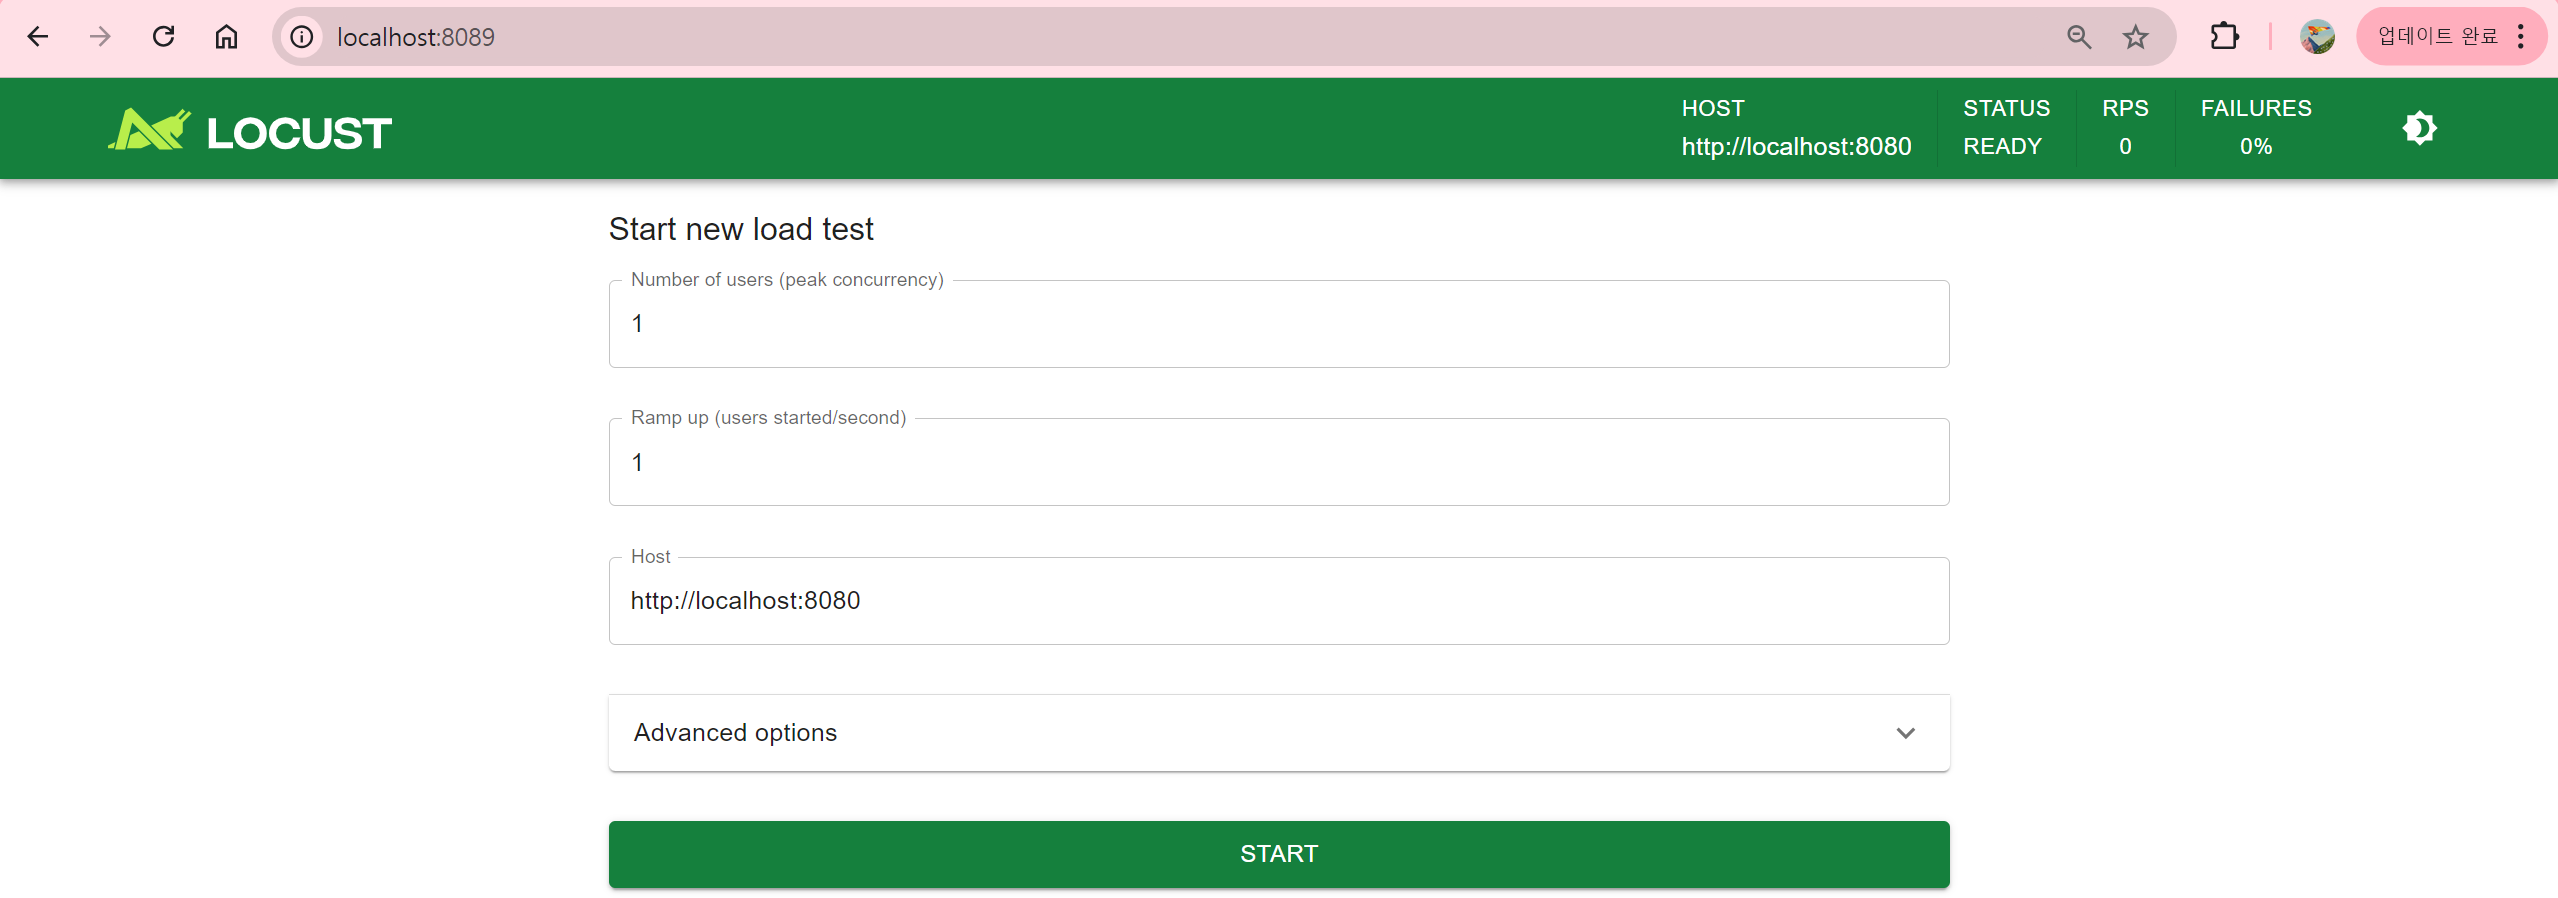 localhost:8089
업데이트 완료
LOCUST
HOST
http://localhost:8080
STATUS
READY
RPS
0
FAILURES
0%
Start new load test
Number of users (peak concurrency)
1
Ramp up (users started/second)
1
Host
http://localhost:8080
Advanced options
START